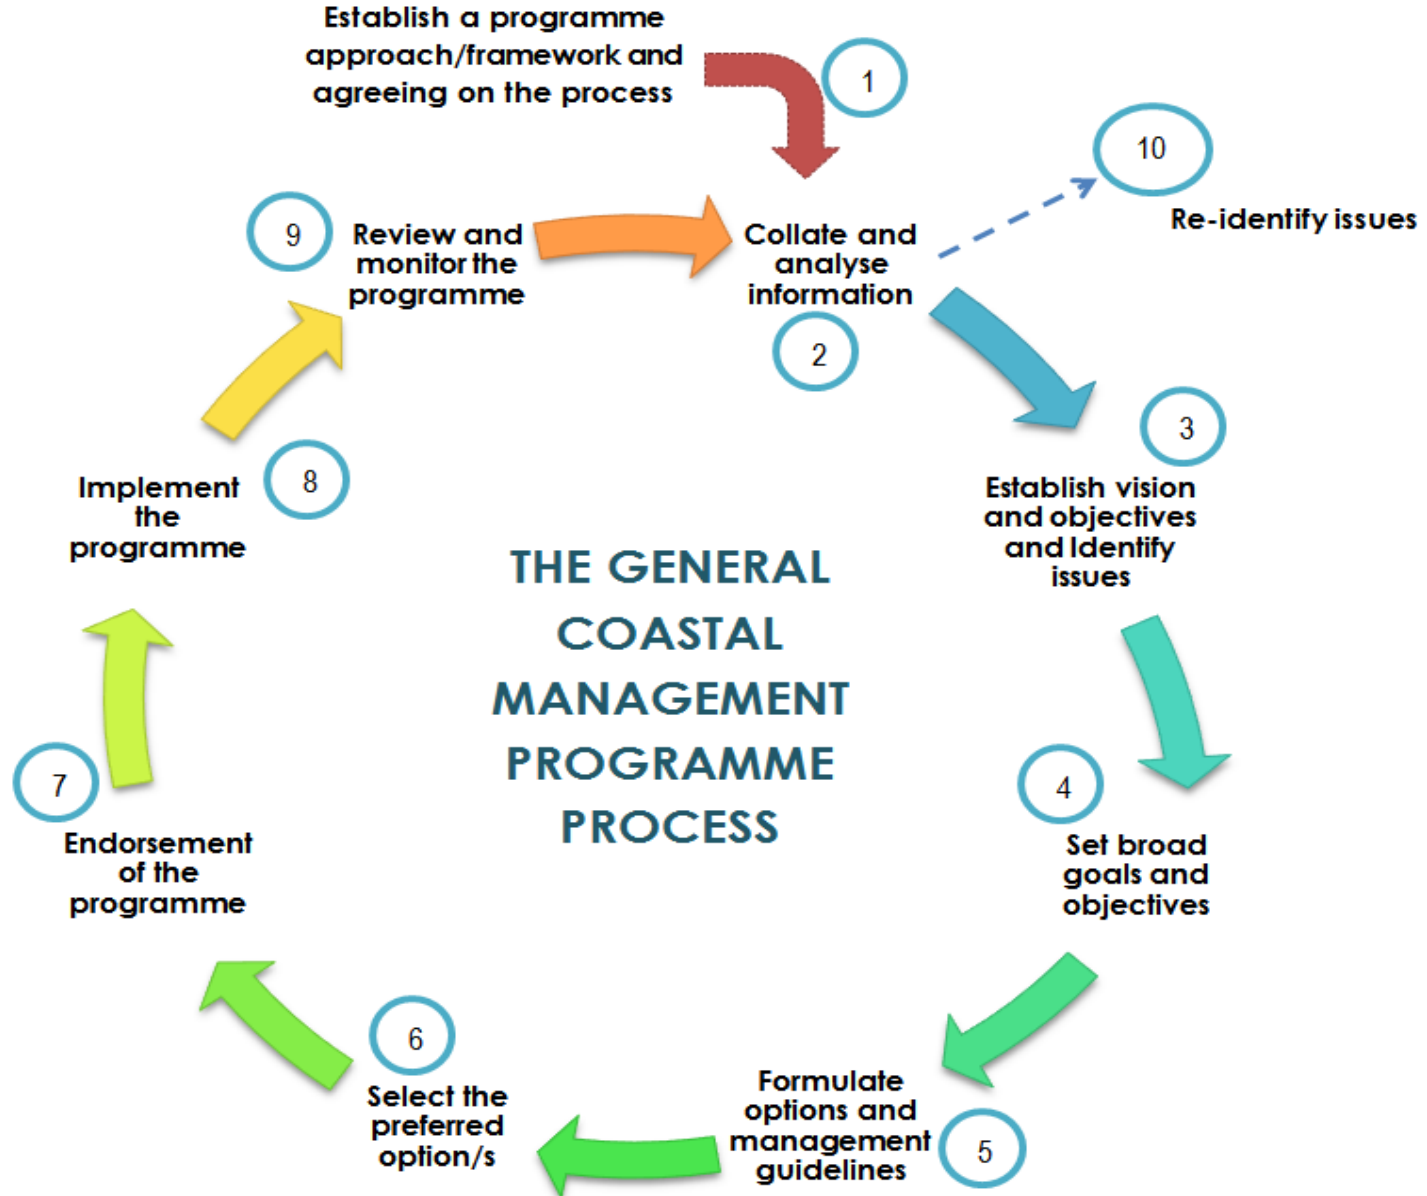 Establish a programme
approach/framework and
agreeing on the process
1
10
Re-identify issues
9
Review and
monitor the
programme
Collate and
analyse
information
2
3
Establish vision
and objectives
and Identify
issues
8
Implement
the
programme
THE GENERAL
COASTAL
MANAGEMENT
PROGRAMME
PROCESS
4
Set broad
goals and
objectives
7
Endorsement
of the
programme
6
Select the
preferred
option/s
Formulate
options and
management
guidelines
5